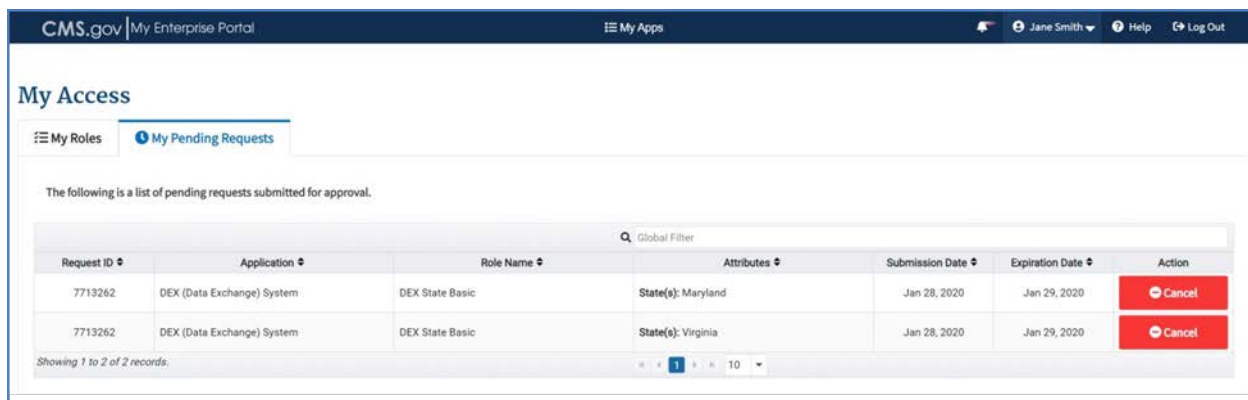 CMS.gov My Enterprise Portal My Apps Jane Smith Help Log Out
My Access
My Roles My Pending Requests
The following is a list of pending requests submitted for approval.
Global Filter
Request ID Application Role Name Attributes Submission Date Expiration Date Action
7713262 DEX (Data Exchange) System DEX State Basic State(s): Maryland Jan 28, 2020 Jan 29, 2020 Cancel
7713262 DEX (Data Exchange) System DEX State Basic State(s): Virginia Jan 28, 2020 Jan 29, 2020 Cancel
Showing 1 to 2 of 2 records. 1 10